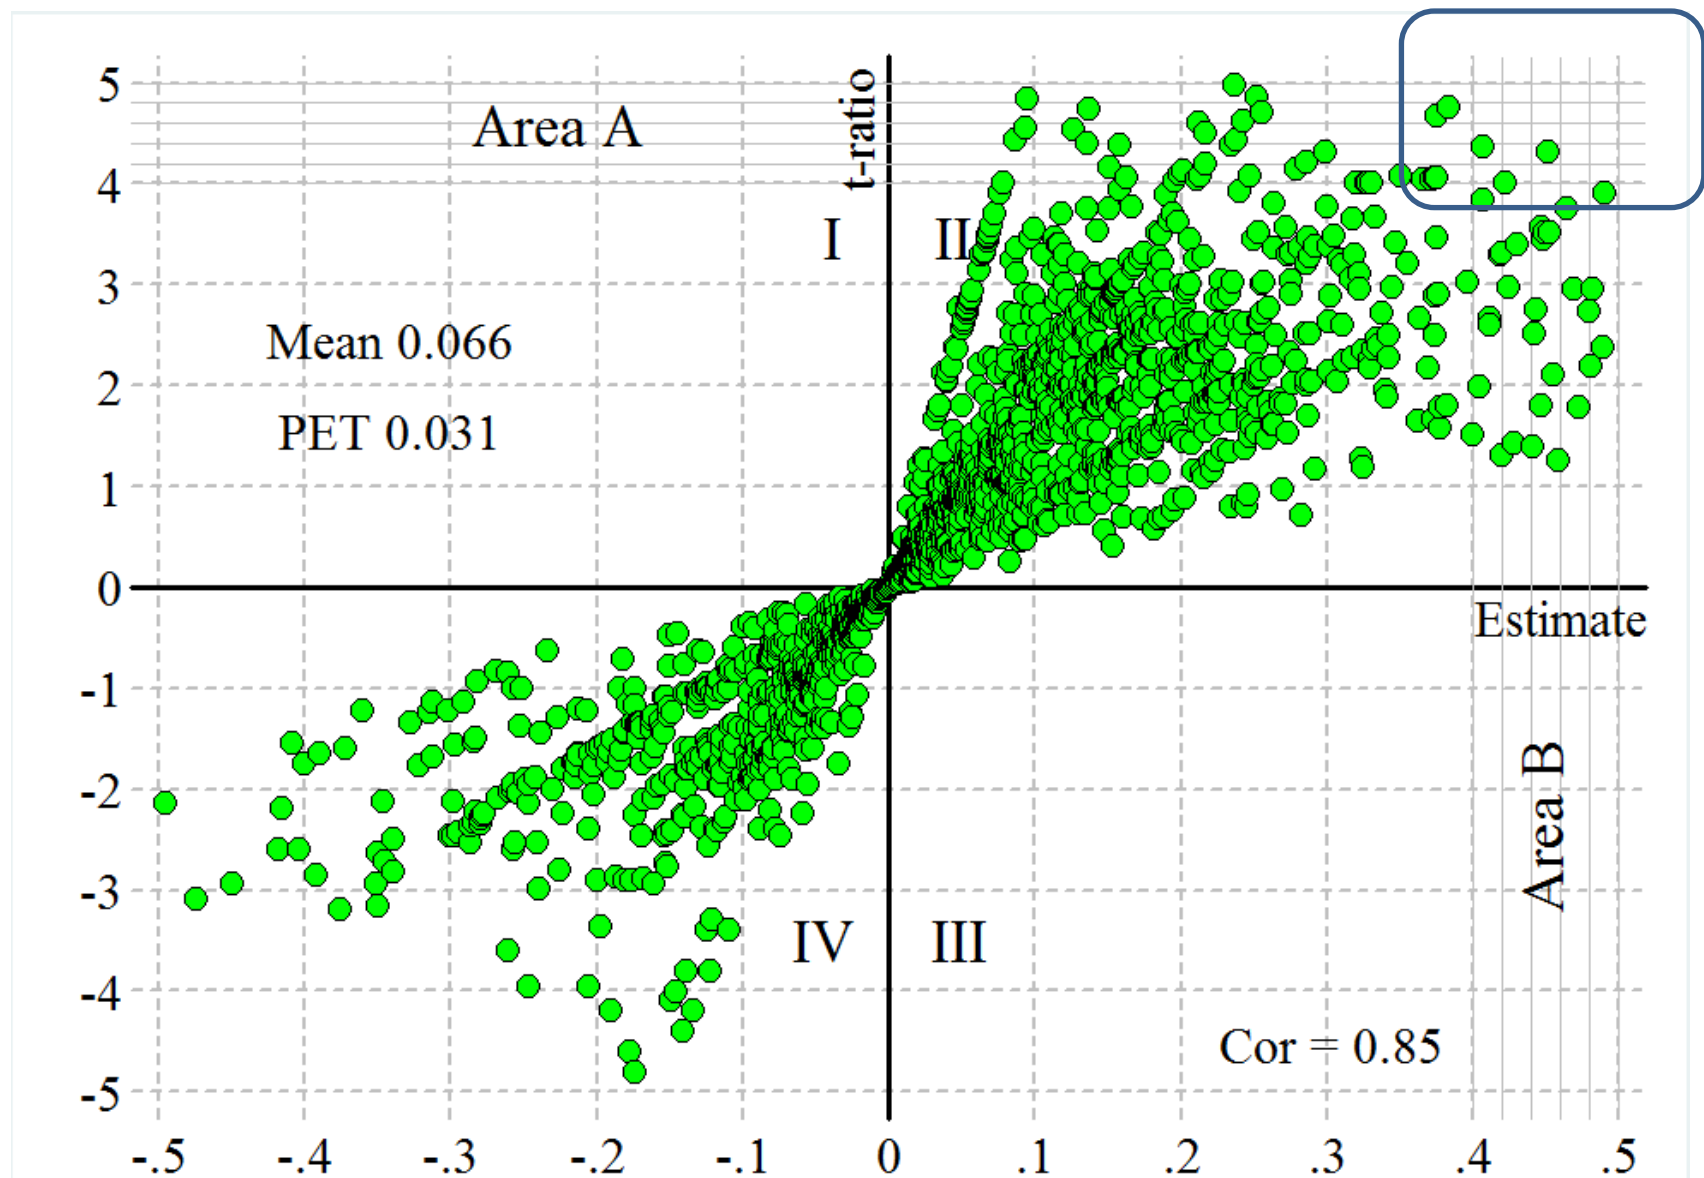 5
4
3
2
1
0
-1
-2
-3
-4
-5
Area A
t-ratio
I
II
Mean 0.066
PET 0.031
Estimate
Area B
IV
III
Cor = 0.85
-.5
-.4
-.3
-.2
-.1
0
.1
.2
.3
.4
.5